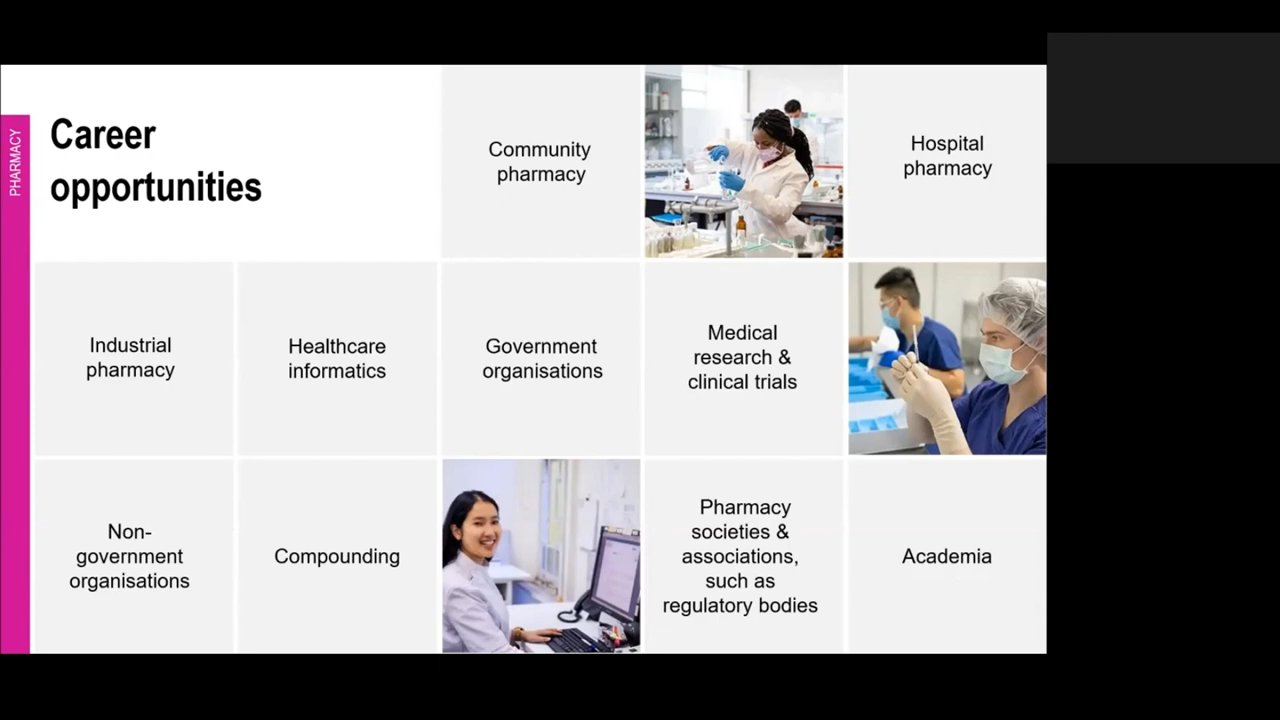 PHARMACY
Career
opportunities
Community
pharmacy
Hospital
pharmacy
Industrial
pharmacy
Healthcare
informatics
Government
organisations
Medical
research &
clinical trials
Non-
government
organisations
Compounding
Pharmacy
societies &
associations,
such as
regulatory bodies
Academia